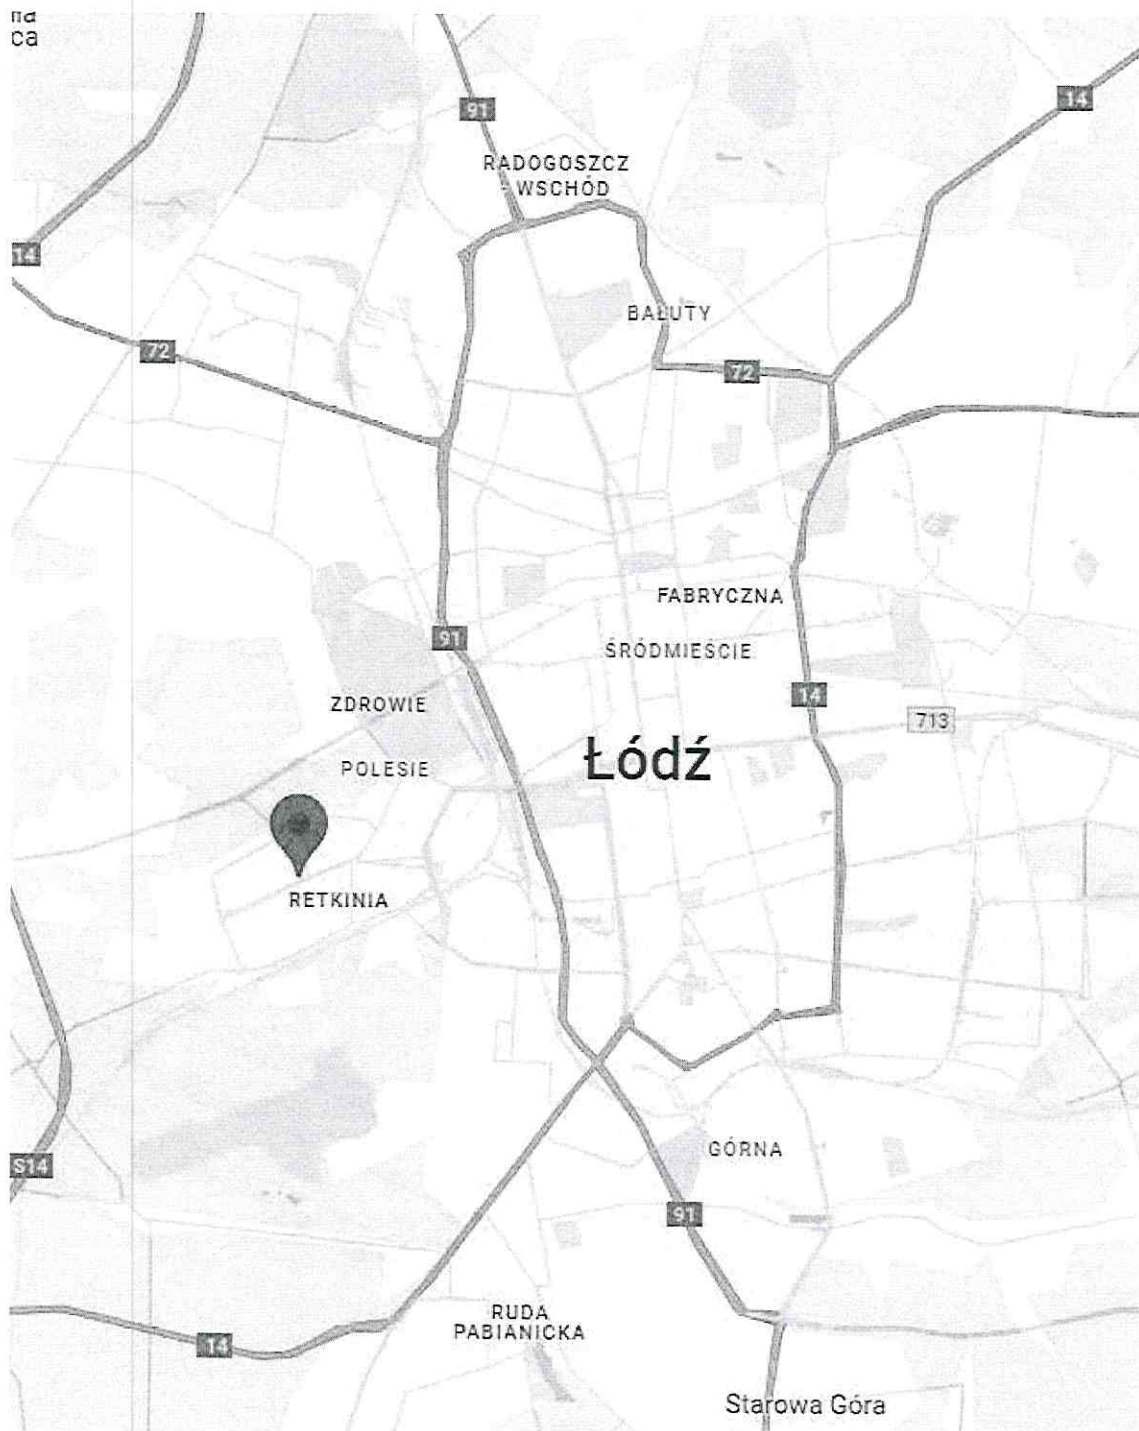 ca
91
14
RADOGOSZCZ
WSCHÓD
14
BAŁUTY
72
72
FABRYCZNA
91
ŚRÓDMIEŚCIE
14
ZDROWIE
713
Łódź
POLESIE
RETKINIA
GÓRNA
S14
91
RUDA
PABIANICKA
14
Starowa Góra